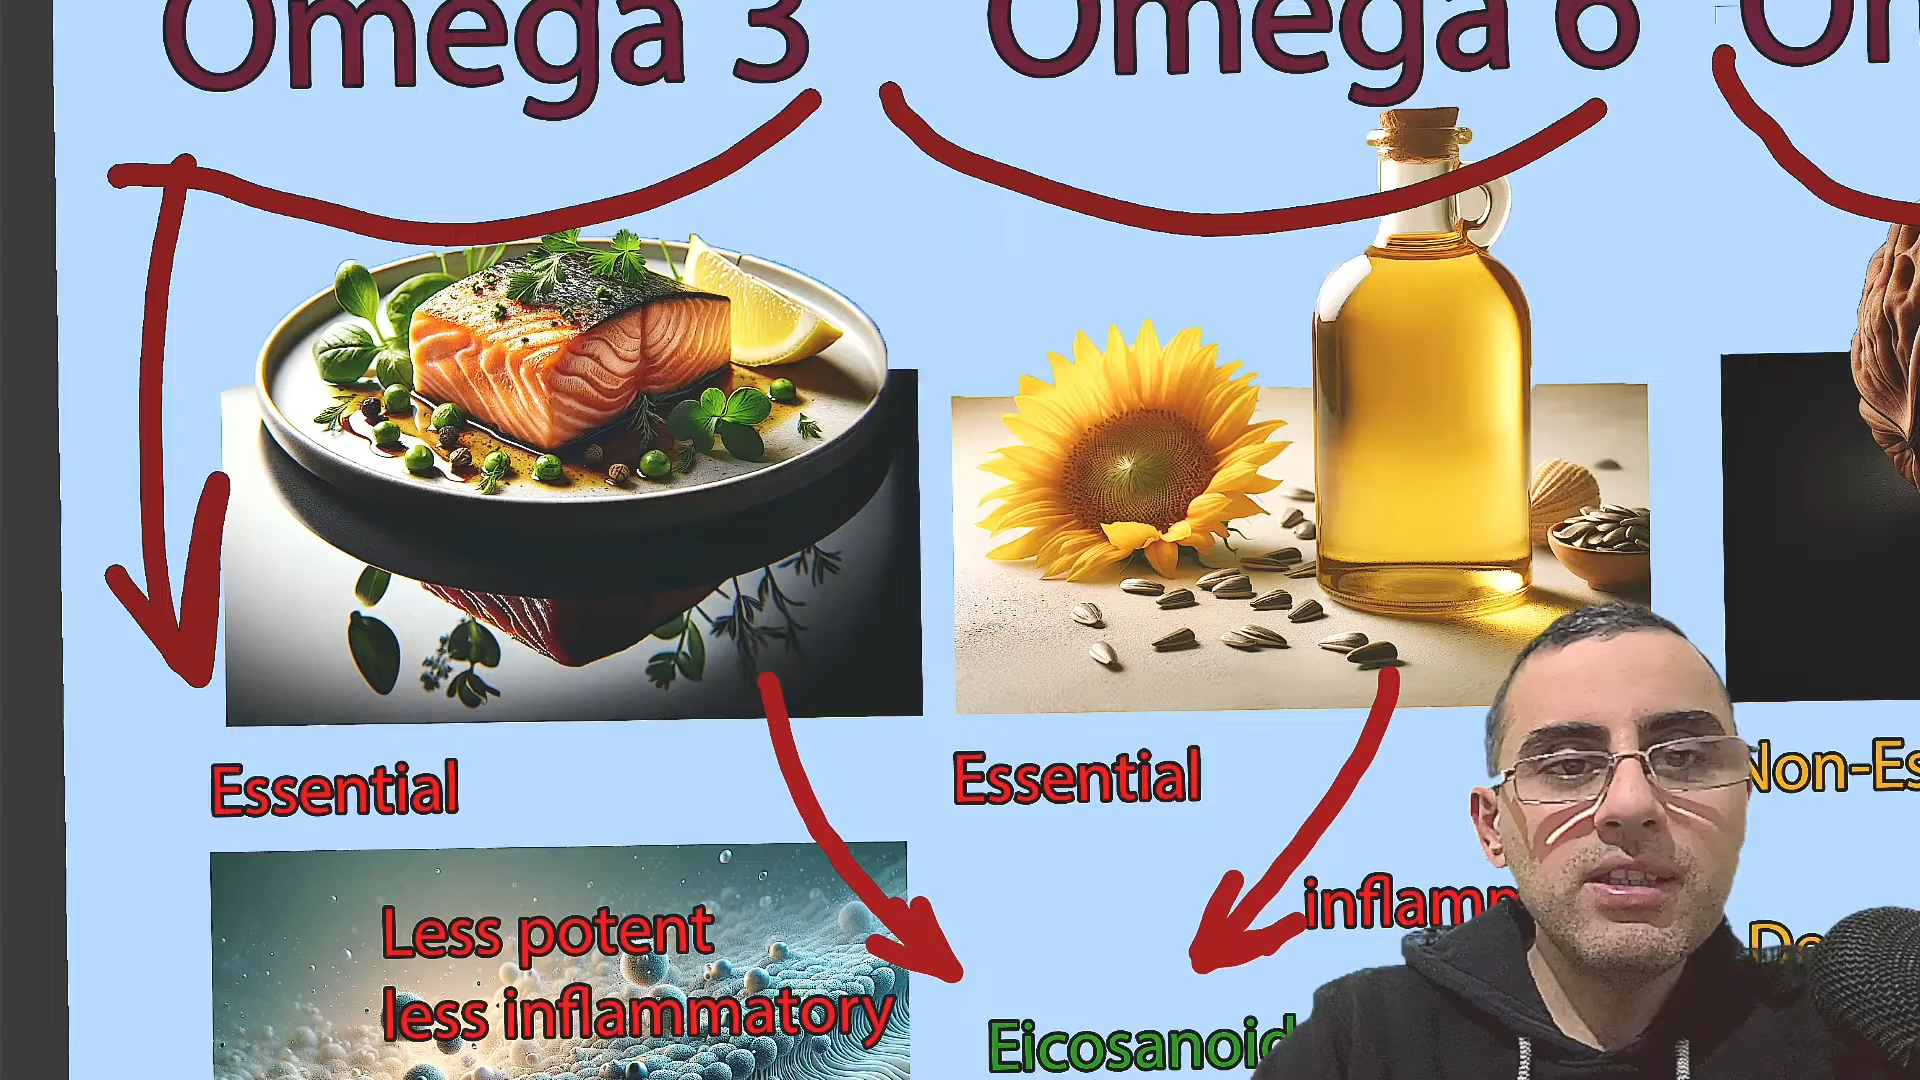 Omega 3
Omega 6
Essential
Essential
Less potent
less inflammatory
Eicosanoid